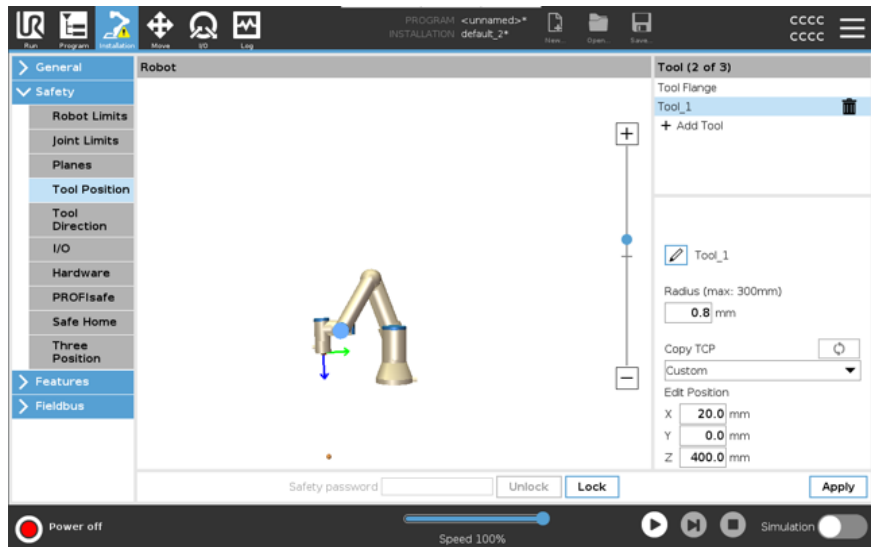 PROGRAM <unnamed>*
INSTALLATION default_2*
Run Program Installation Move I/O Log New... Open... Save...
CCCC
CCCC
General
Safety
Robot Limits
Joint Limits
Planes
Tool Position
Tool
Direction
I/O
Hardware
PROFIsafe
Safe Home
Three
Position
Features
Fieldbus
Robot
Tool (2 of 3)
Tool Flange
Tool_1
+ Add Tool
Tool_1
Radius (max: 300mm)
0.8 mm
Copy TCP
Custom
Edit Position
X 20.0 mm
Y 0.0 mm
Z 400.0 mm
Safety password Unlock Lock Apply
Power off
Speed 100%
Simulation